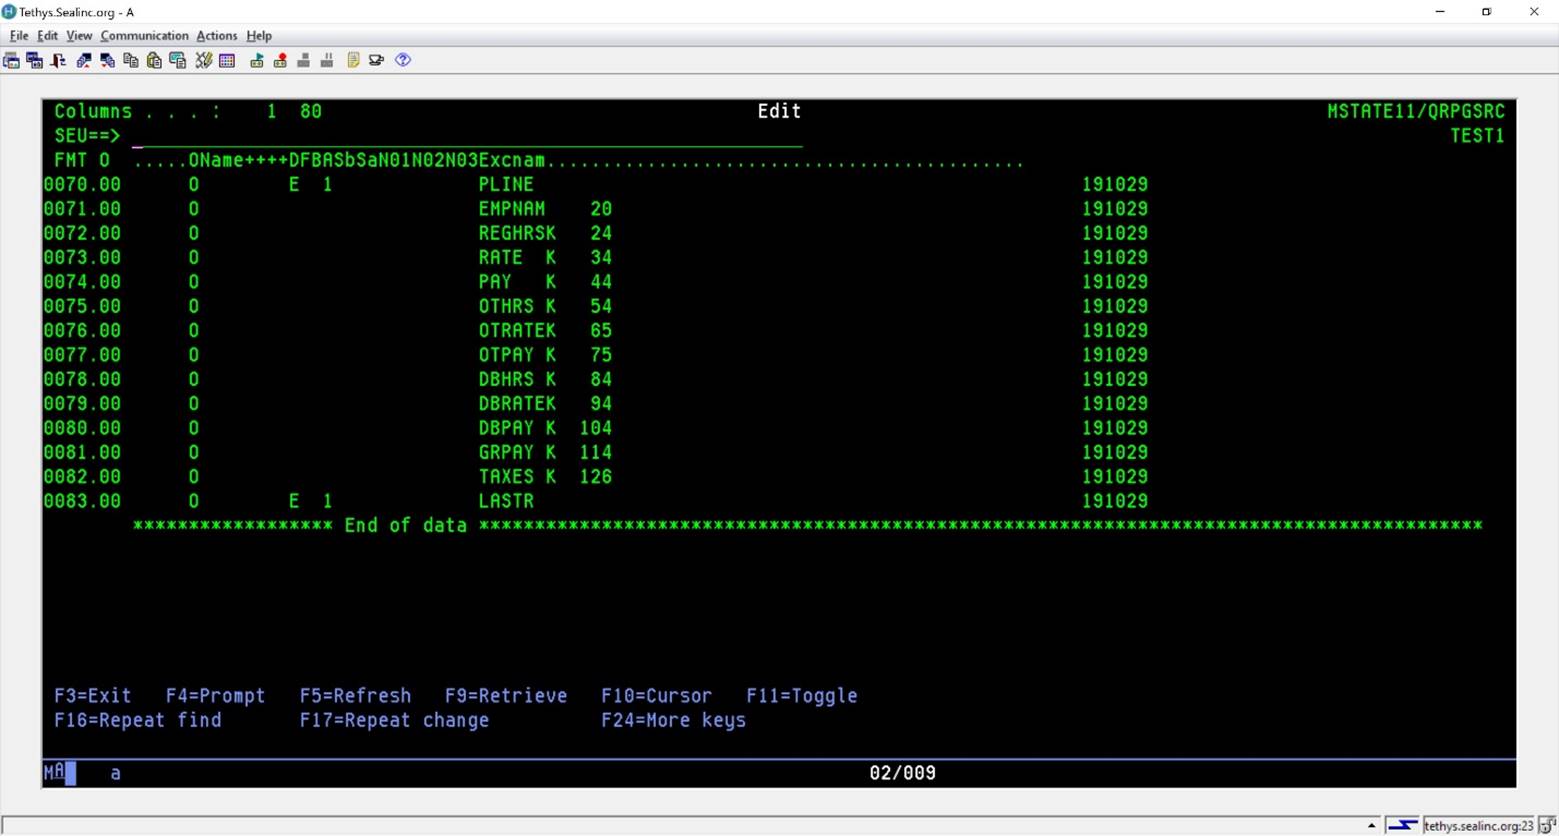 Tethys.Sealinc.org - A
File Edit View Communication Actions Help
Columns . . . :    1  80                                        Edit                                        MSTATE11/QRPGSRC
SEU==>                                                                                                        TEST1
FMT O  .....OName++++DFBASbSaN01N02N03Excnam...........................................
0070.00      O        E  1             PLINE                                                  191029
0071.00      O                         EMPNAM    20                                           191029
0072.00      O                         REGHRSK   24                                           191029
0073.00      O                         RATE  K   34                                           191029
0074.00      O                         PAY   K   44                                           191029
0075.00      O                         OTHRS K   54                                           191029
0076.00      O                         OTRATEK   65                                           191029
0077.00      O                         OTPAY K   75                                           191029
0078.00      O                         DBHRS K   84                                           191029
0079.00      O                         DBRATEK   94                                           191029
0080.00      O                         DBPAY K  104                                           191029
0081.00      O                         GRPAY K  114                                           191029
0082.00      O                         TAXES K  126                                           191029
0083.00      O        E  1             LASTR                                                  191029
****************** End of data ******************************************************************************************
F3=Exit   F4=Prompt   F5=Refresh   F9=Retrieve   F10=Cursor   F11=Toggle
F16=Repeat find       F17=Repeat change          F24=More keys
MA    a    02/009
tethys.sealinc.org:23